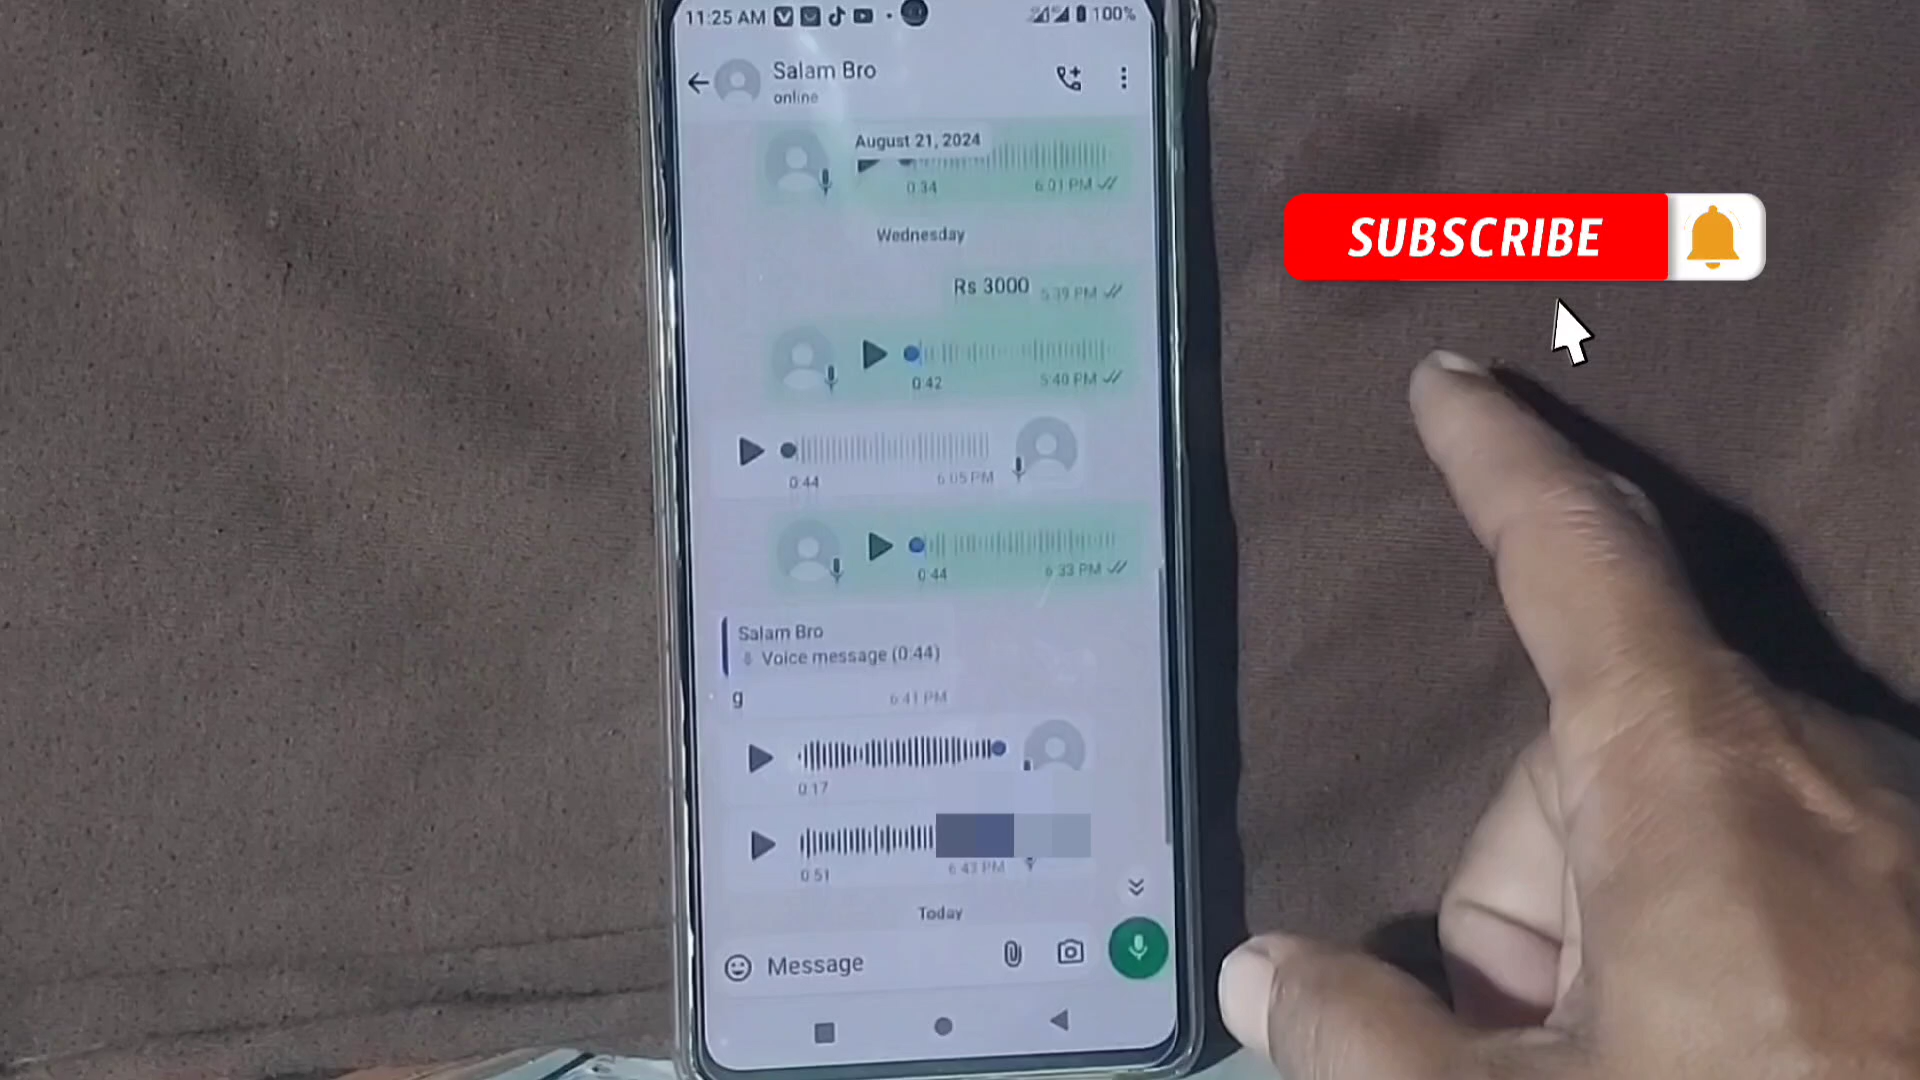 11:25 AM
100%
Salam Bro
online
August 21, 2024
0:34
6:01 PM
Wednesday
Rs 3000
5:39 PM
0:42
5:40 PM
0:44
6:05 PM
0:44
6:33 PM
Salam Bro
Voice message (0:44)
g
6:41 PM
0:17
0:51
6:43 PM
Today
Message
SUBSCRIBE